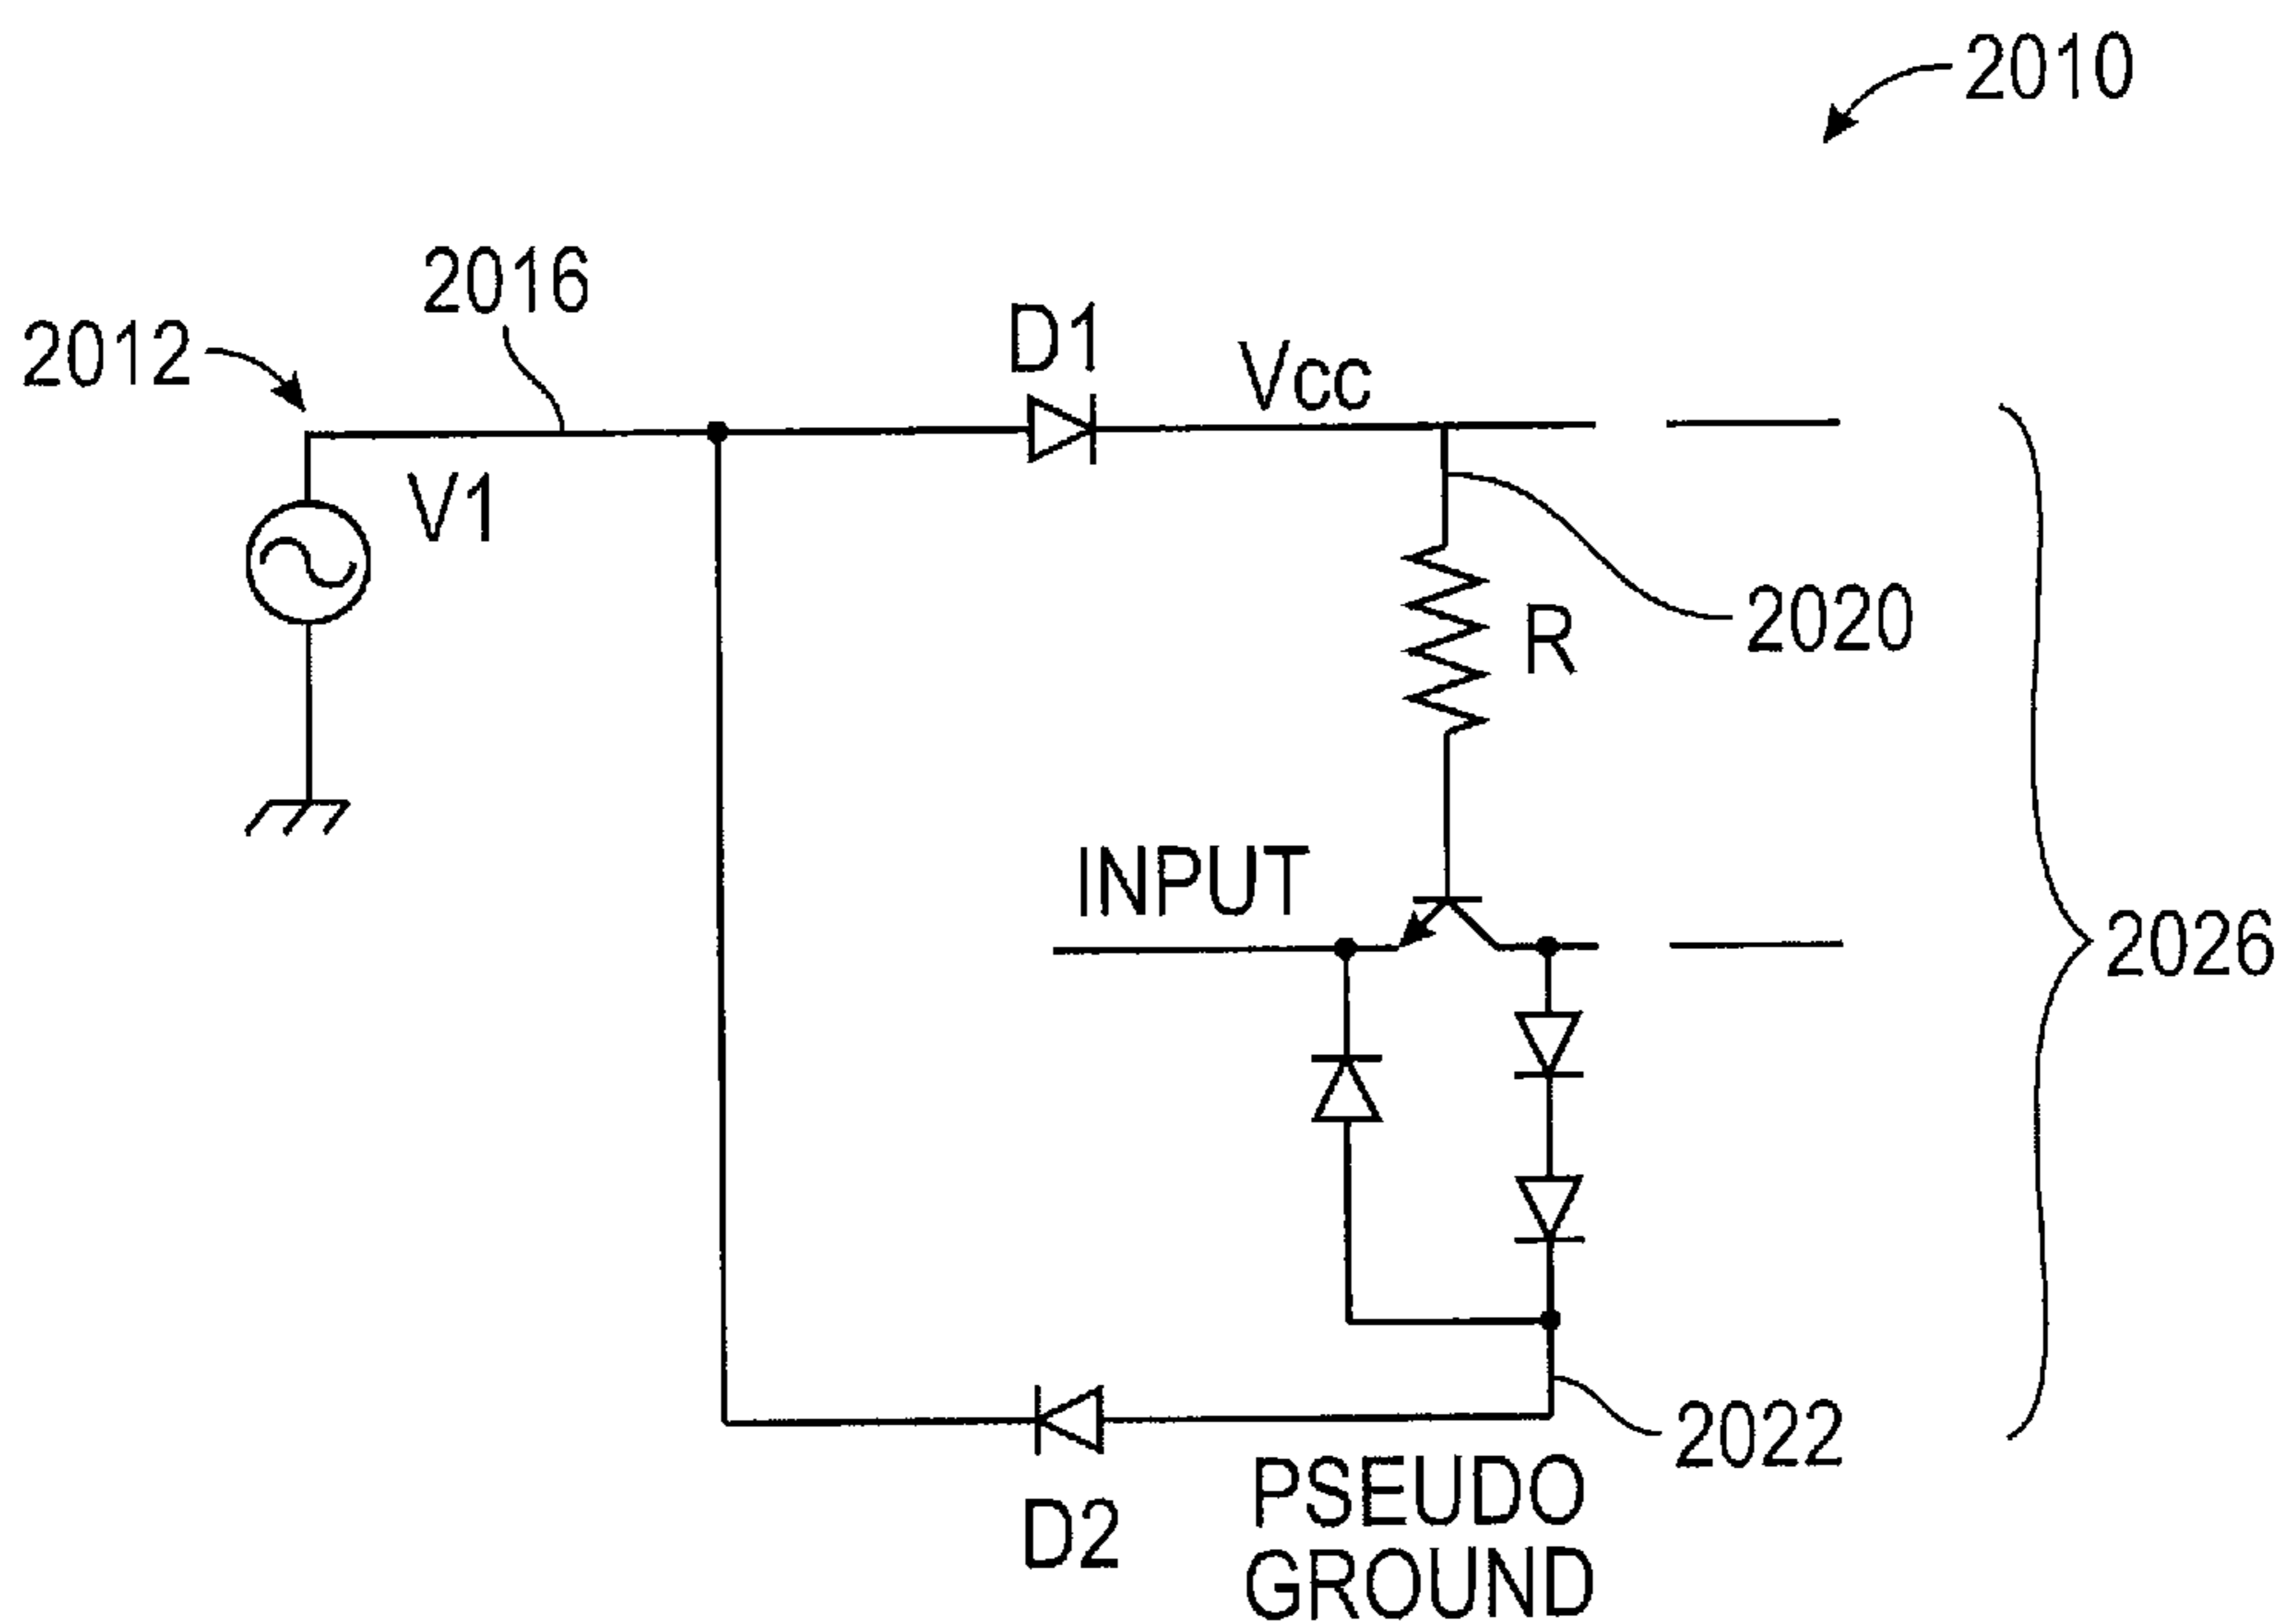 2010
2016
2012
D1
Vcc
V1
2020
R
INPUT
2026
2022
D2
PSEUDO
GROUND